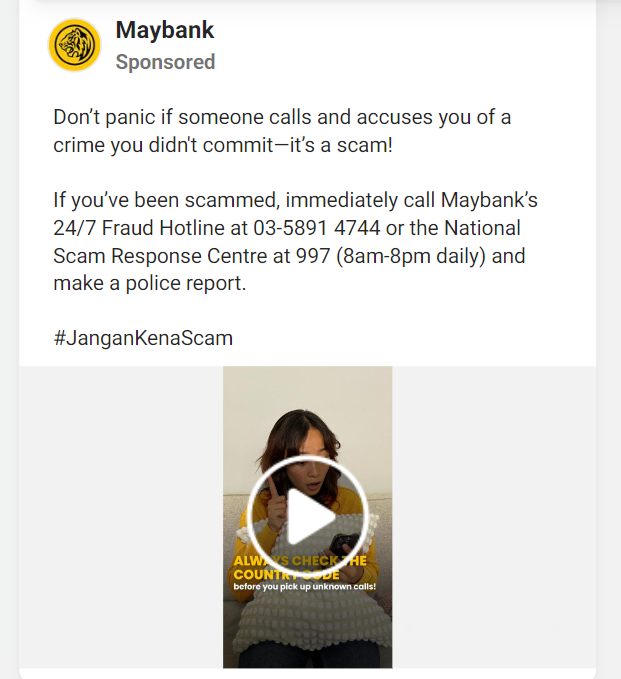 Maybank
Sponsored
Don’t panic if someone calls and accuses you of a
crime you didn't commit—it’s a scam!
If you’ve been scammed, immediately call Maybank’s
24/7 Fraud Hotline at 03-5891 4744 or the National
Scam Response Centre at 997 (8am-8pm daily) and
make a police report.
#JanganKenaScam
ALWAYS CHECK THE
COUNTRY CODE
before you pick up unknown calls!